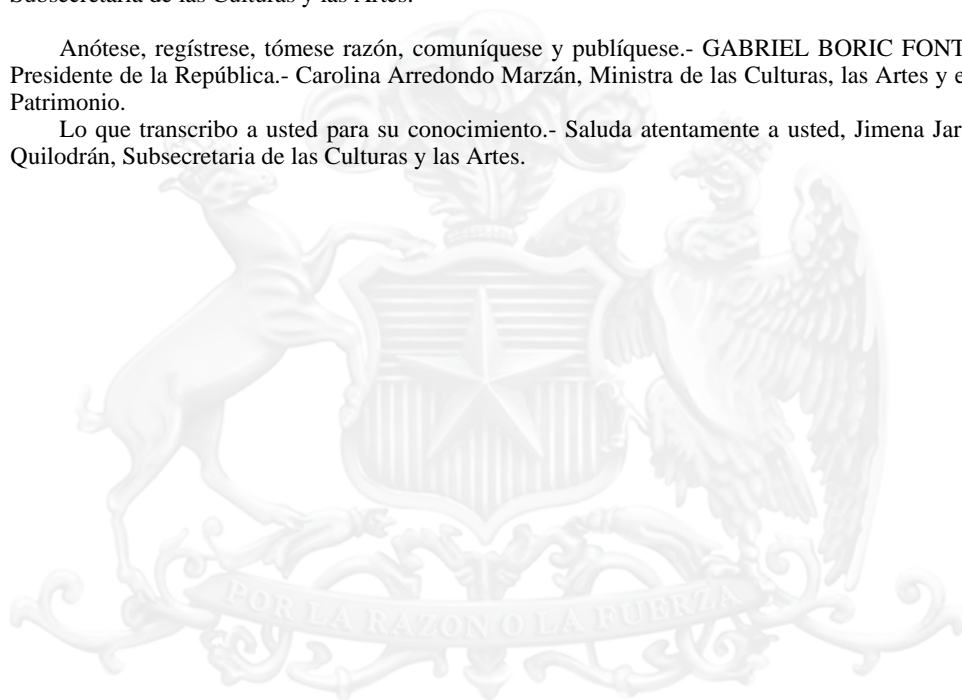 Subsecretaría de las Culturas y las Artes.
Anótese, regístrese, tómese razón, comuníquese y publíquese.- GABRIEL BORIC FONT
Presidente de la República.- Carolina Arredondo Marzán, Ministra de las Culturas, las Artes y e
Patrimonio.
Lo que transcribo a usted para su conocimiento.- Saluda atentamente a usted, Jimena Jar
Quilodrán, Subsecretaria de las Culturas y las Artes.
POR LA RAZON O LA FUERZA